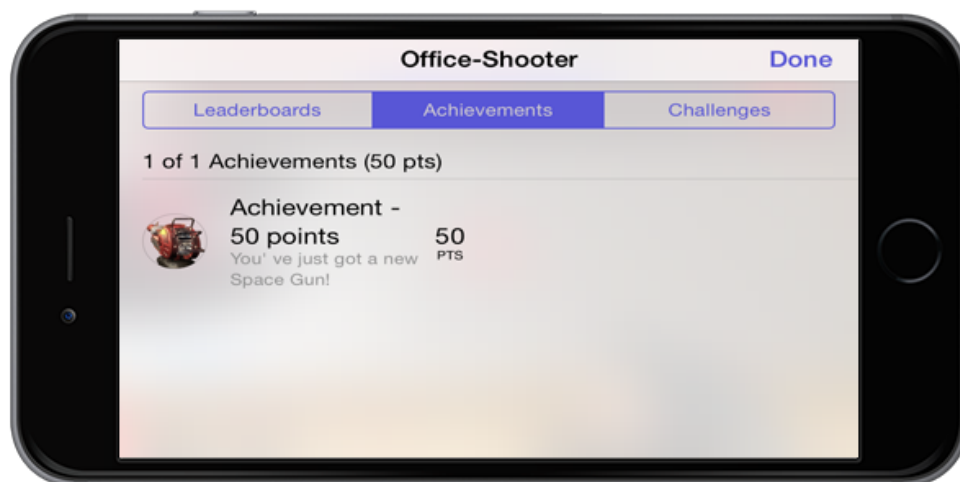 Office-Shooter
Done
Leaderboards
Achievements
Challenges
1 of 1 Achievements (50 pts)
Achievement -
50 points
You' ve just got a new
Space Gun!
50
PTS